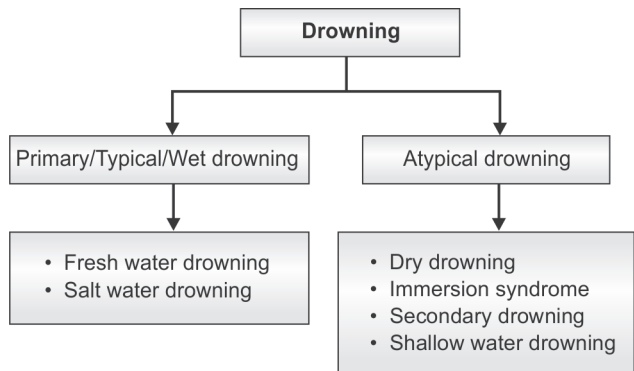 Drowning
Primary/Typical/Wet drowning
Atypical drowning
• Fresh water drowning
• Salt water drowning
• Dry drowning
• Immersion syndrome
• Secondary drowning
• Shallow water drowning